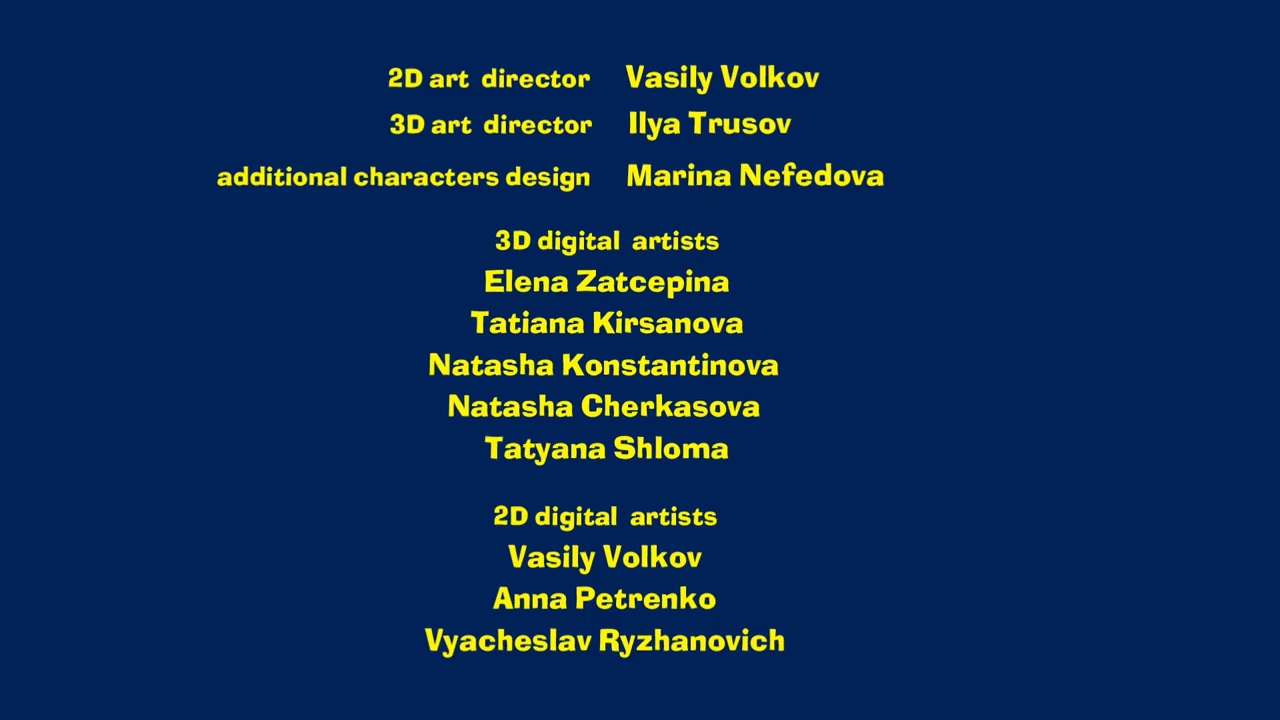 2D art director Vasily Volkov
3D art director Ilya Trusov
additional characters design Marina Nefedova
3D digital artists
Elena Zatcepina
Tatiana Kirsanova
Natasha Konstantinova
Natasha Cherkasova
Tatyana Shloma
2D digital artists
Vasily Volkov
Anna Petrenko
Vyacheslav Ryzhanovich